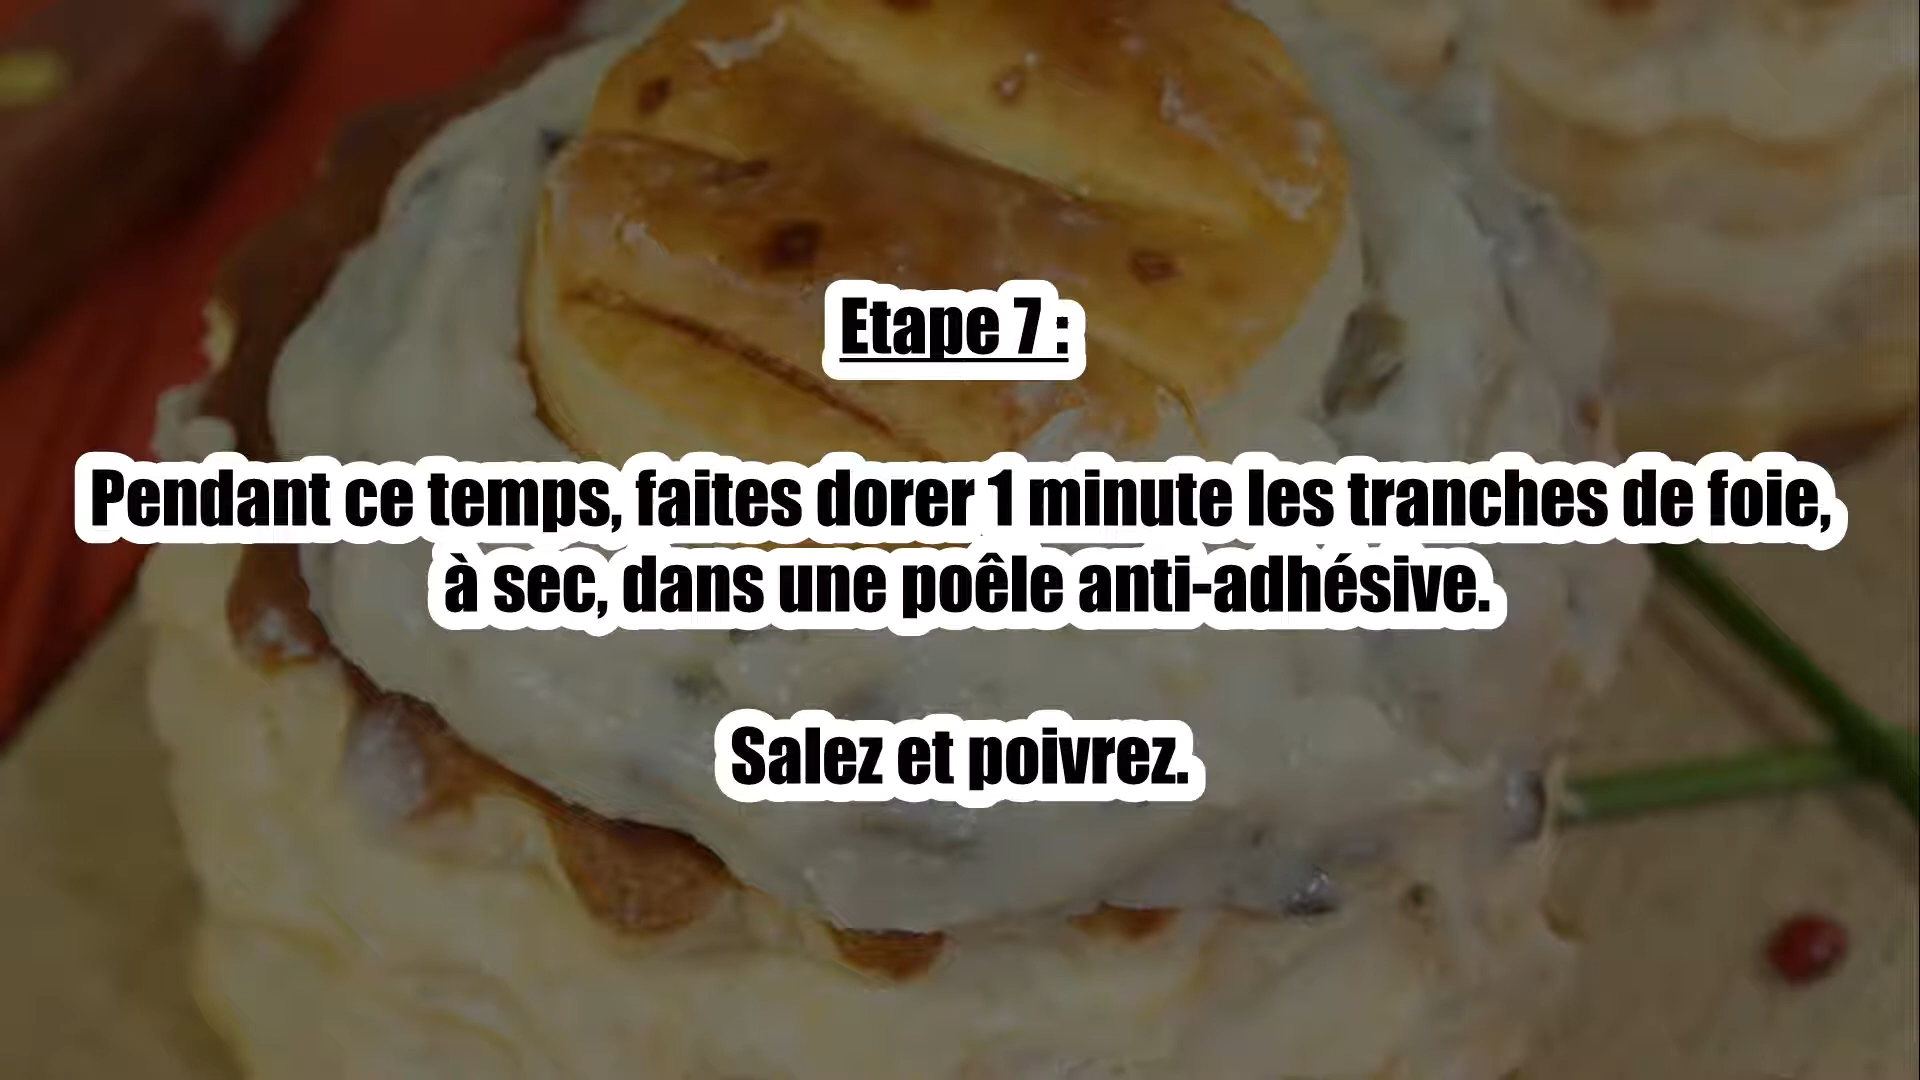 Etape 7 :
Pendant ce temps, faites dorer 1 minute les tranches de foie,
à sec, dans une poêle anti-adhésive.
Salez et poivrez.